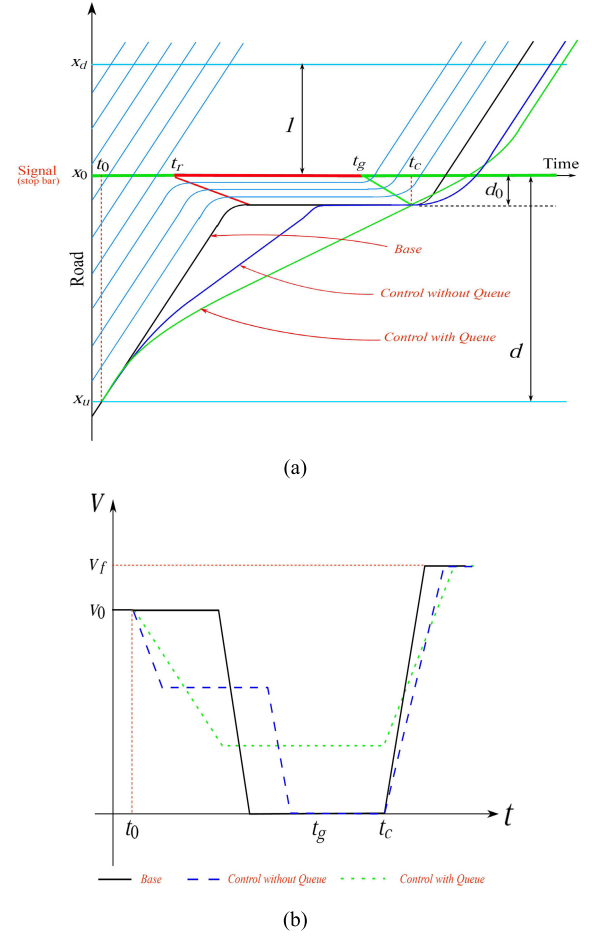 x_d
l
t_0
t_r
t_g
t_c
Signal
(stop bar)
x_0
Time
d_0
Base
Road
Control without Queue
Control with Queue
d
x_u
(a)
V
V_f
V_0
t_0
t_g
t_c
t
Base
Control without Queue
Control with Queue
(b)